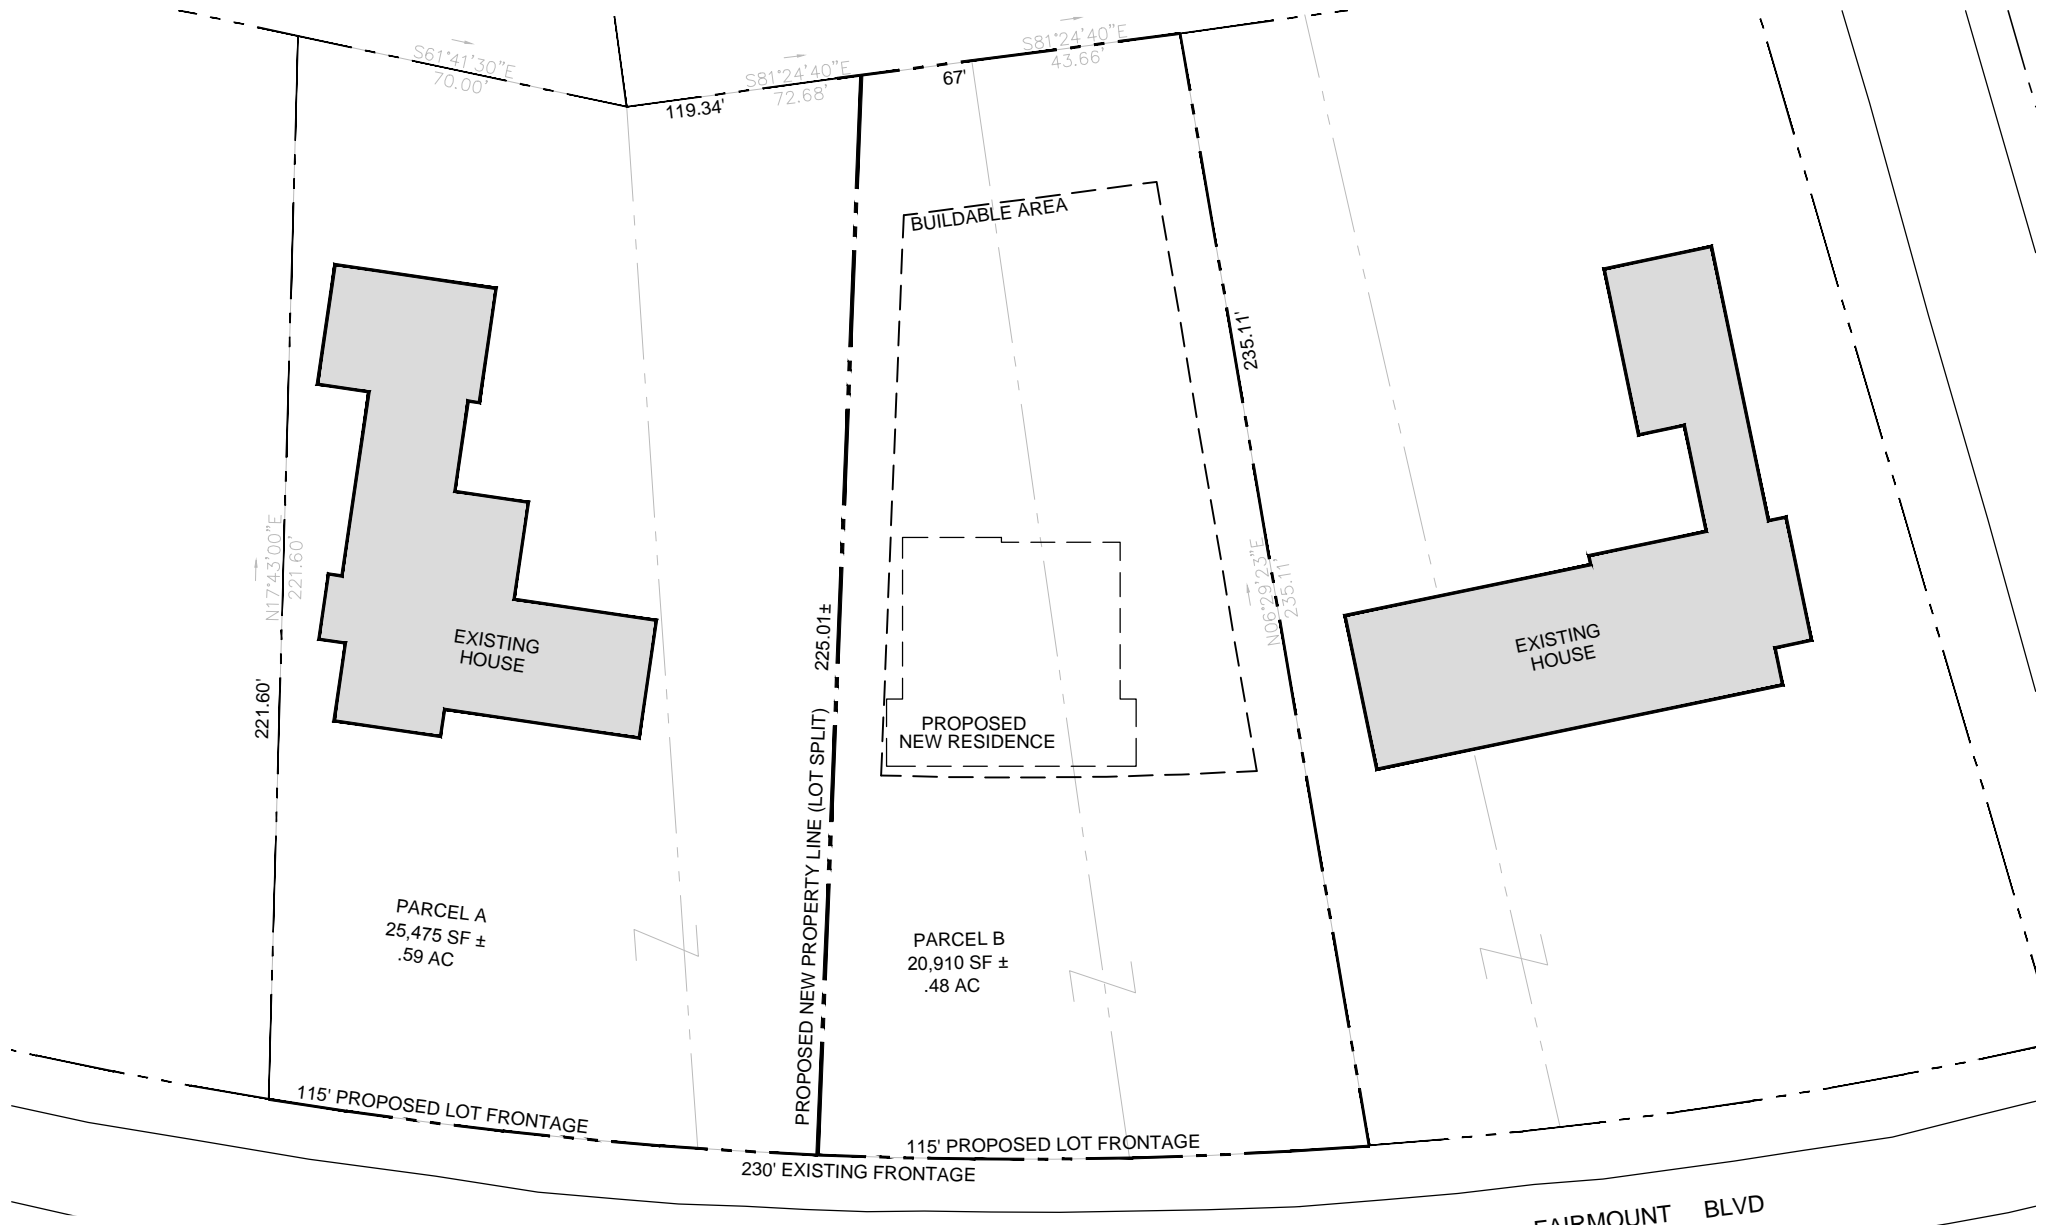 S61°41'30"E
70.00'
S81°24'40"E
72.68'
119.34'
67'
S81°24'40"E
43.66'
BUILDABLE AREA
235.11'
N17°43'00"E
221.60'
221.60'
EXISTING
HOUSE
225.01±
PROPOSED NEW PROPERTY LINE (LOT SPLIT)
PROPOSED
NEW RESIDENCE
N06°29'23"E
235.11'
EXISTING
HOUSE
PARCEL A
25,475 SF ±
.59 AC
PARCEL B
20,910 SF ±
.48 AC
115' PROPOSED LOT FRONTAGE
115' PROPOSED LOT FRONTAGE
230' EXISTING FRONTAGE
FAIRMOUNT BLVD